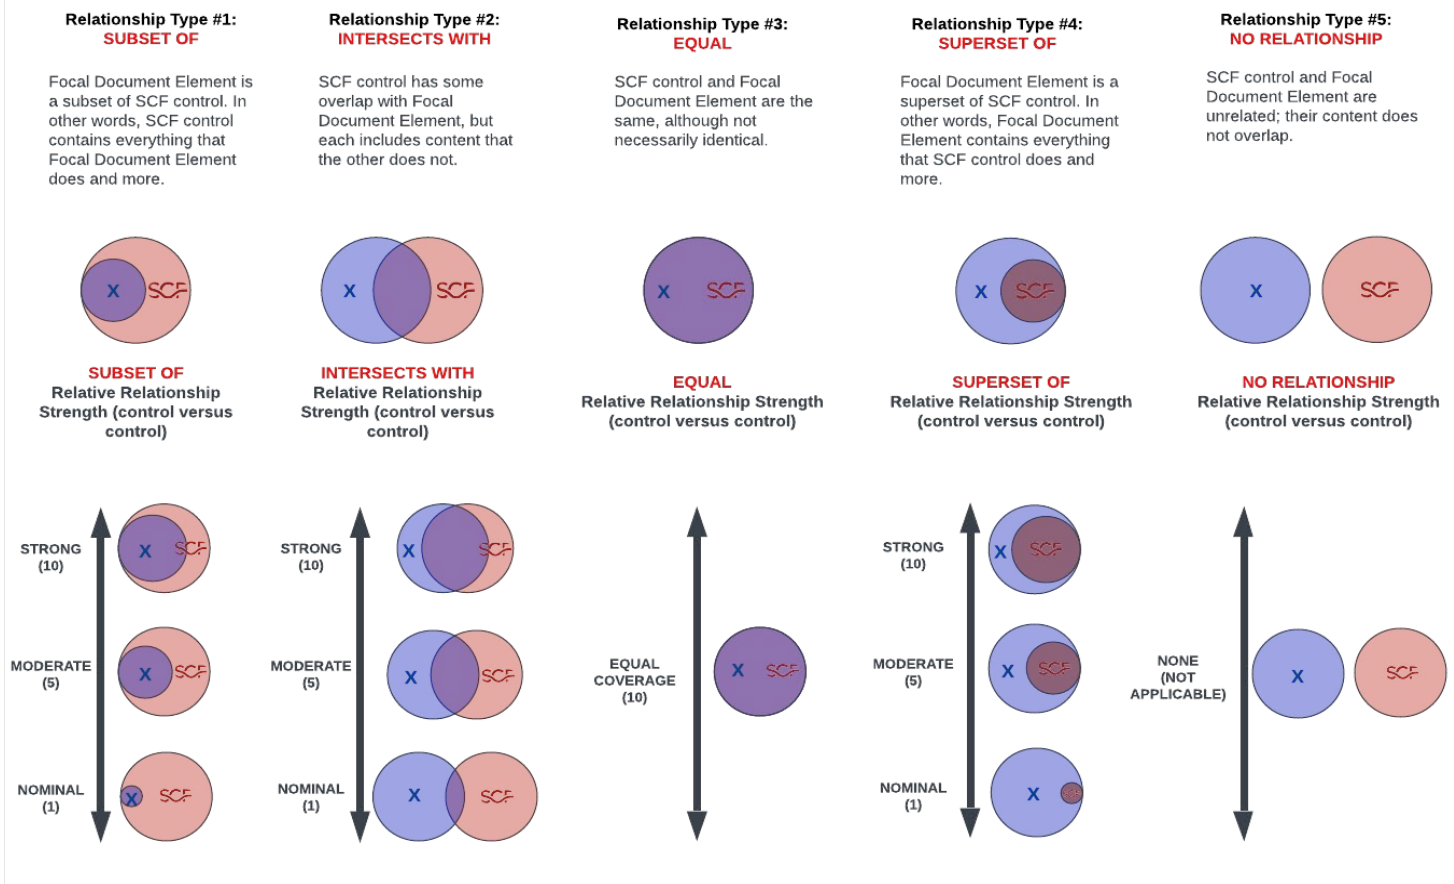 Relationship Type #1:
SUBSET OF
Focal Document Element is
a subset of SCF control. In
other words, SCF control
contains everything that
Focal Document Element
does and more.
X SCF
SUBSET OF
Relative Relationship
Strength (control versus
control)
STRONG
(10)
X SCF
MODERATE
(5)
X SCF
NOMINAL
(1)
X SCF
Relationship Type #2:
INTERSECTS WITH
SCF control has some
overlap with Focal
Document Element, but
each includes content that
the other does not.
X SCF
INTERSECTS WITH
Relative Relationship
Strength (control versus
control)
STRONG
(10)
X SCF
MODERATE
(5)
X SCF
NOMINAL
(1)
X SCF
Relationship Type #3:
EQUAL
SCF control and Focal
Document Element are the
same, although not
necessarily identical.
X SCF
EQUAL
Relative Relationship Strength
(control versus control)
EQUAL
COVERAGE
(10)
X SCF
Relationship Type #4:
SUPERSET OF
Focal Document Element is a
superset of SCF control. In
other words, Focal Document
Element contains everything
that SCF control does and
more.
X SCF
SUPERSET OF
Relative Relationship Strength
(control versus control)
STRONG
(10)
X SCF
MODERATE
(5)
X SCF
NOMINAL
(1)
X SCF
Relationship Type #5:
NO RELATIONSHIP
SCF control and Focal
Document Element are
unrelated; their content does
not overlap.
X SCF
NO RELATIONSHIP
Relative Relationship Strength
(control versus control)
NONE
(NOT
APPLICABLE)
X SCF